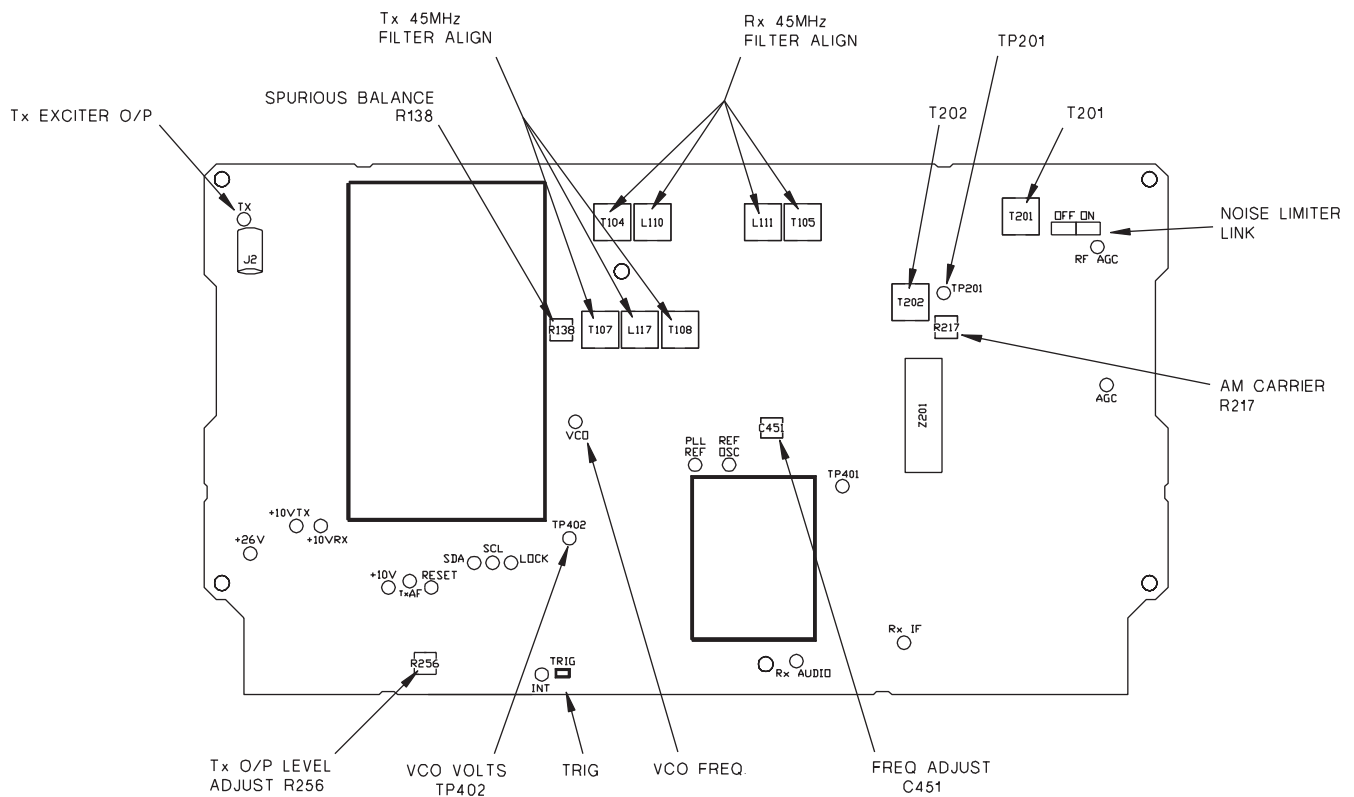 Tx 45MHz
FILTER ALIGN
Rx 45MHz
FILTER ALIGN
TP201
SPURIOUS BALANCE
R138
Tx EXCITER O/P
T202
T201
TX
J2
T104
L110
L111
T105
T201
OFF ON
RF AGC
NOISE LIMITER
LINK
R138
T107
L117
T108
T202
TP201
R217
AM CARRIER
R217
AGC
Z201
VCO
C451
PLL
REF
REF
OSC
TP401
+10VTX
+10VRX
+26V
TP402
SDA
SCL
LOCK
+10V
TxAF
RESET
Rx IF
R256
TRIG
INT
Rx AUDIO
Tx O/P LEVEL
ADJUST R256
VCO VOLTS
TP402
TRIG
VCO FREQ.
FREQ ADJUST
C451